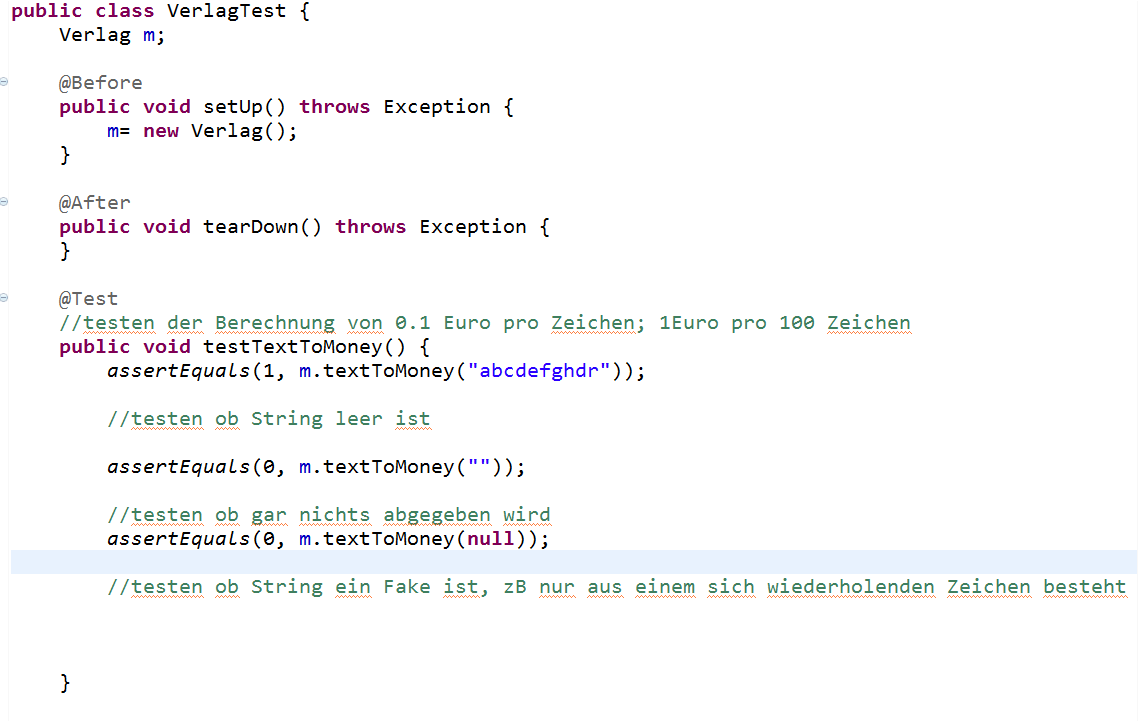 public class VerlagTest {
    Verlag m;
    @Before
    public void setUp() throws Exception {
        m= new Verlag();
    }
    @After
    public void tearDown() throws Exception {
    }
    @Test
    //testen der Berechnung von 0.1 Euro pro Zeichen; 1Euro pro 100 Zeichen
    public void testTextToMoney() {
        assertEquals(1, m.textToMoney("abcdefghdr"));
        //testen ob String leer ist
        assertEquals(0, m.textToMoney(""));
        //testen ob gar nichts abgegeben wird
        assertEquals(0, m.textToMoney(null));
        //testen ob String ein Fake ist, zB nur aus einem sich wiederholenden Zeichen besteht
    }